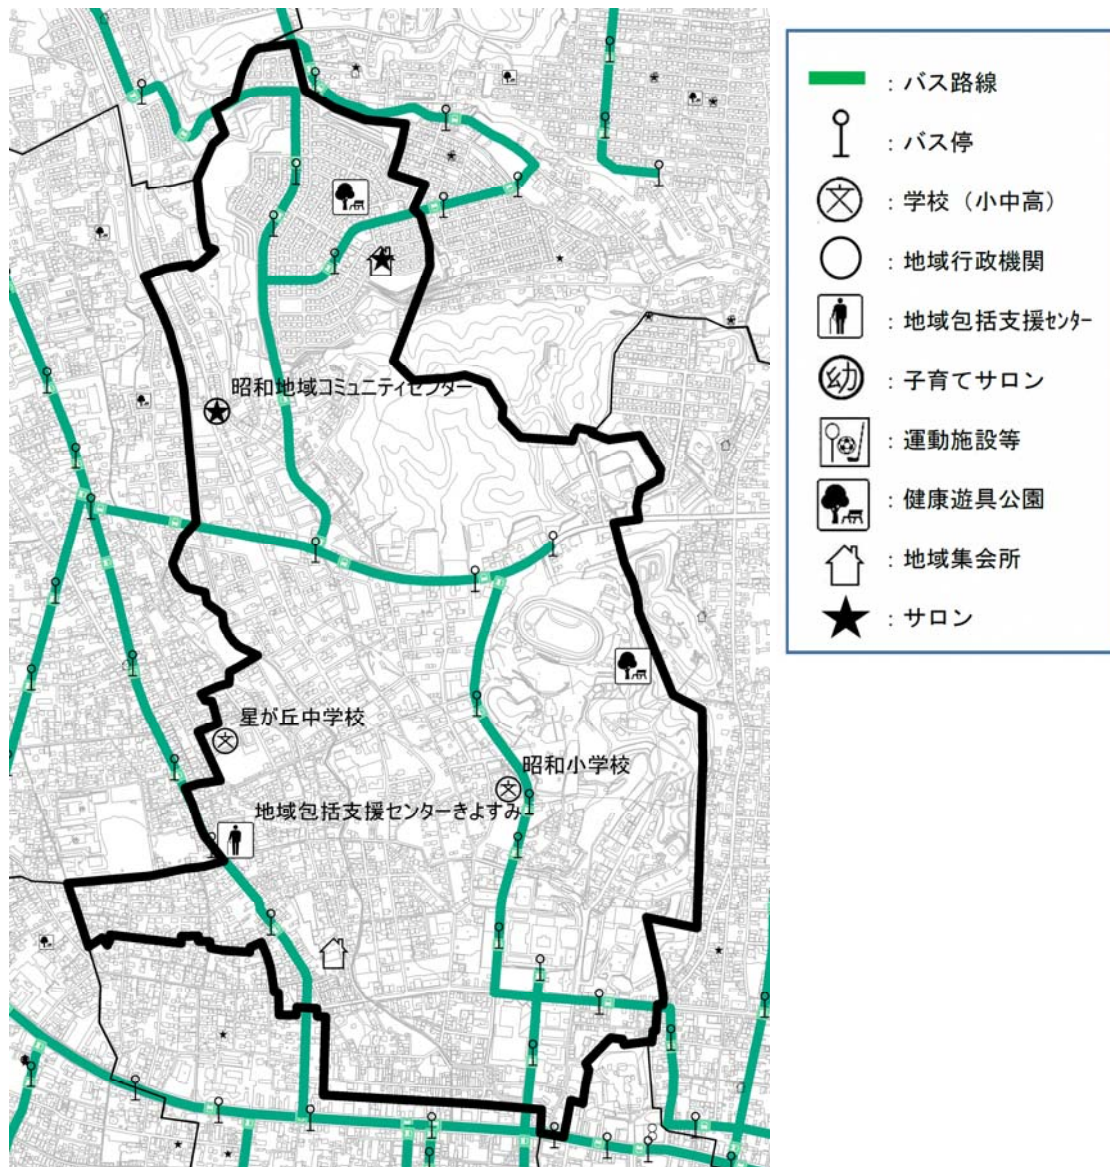 昭和地域コミュニティセンター
星が丘中学校
文
昭和小学校
文
地域包括支援センターきよすみ
：バス路線
：バス停
文：学校（小中高）
：地域行政機関
：地域包括支援ｾﾝﾀｰ
幼：子育てサロン
：運動施設等
：健康遊具公園
：地域集会所
：サロン